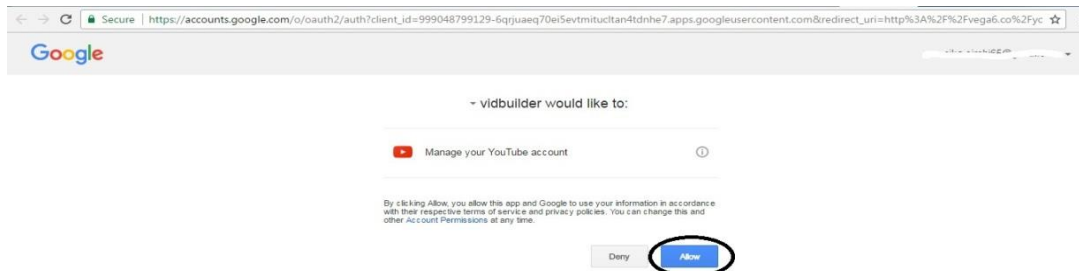 Secure | https://accounts.google.com/o/oauth2/auth?client_id=999048799129-6qrjuaeq70ei5evtmitucltan4tdnhe7.apps.googleusercontent.com&redirect_uri=http%3A%2F%2Fvega6.co%2Fyc
Google
vidbuilder would like to:
Manage your YouTube account
By clicking Allow, you allow this app and Google to use your information in accordance
with their respective terms of service and privacy policies. You can change this and
other Account Permissions at any time.
Deny Allow